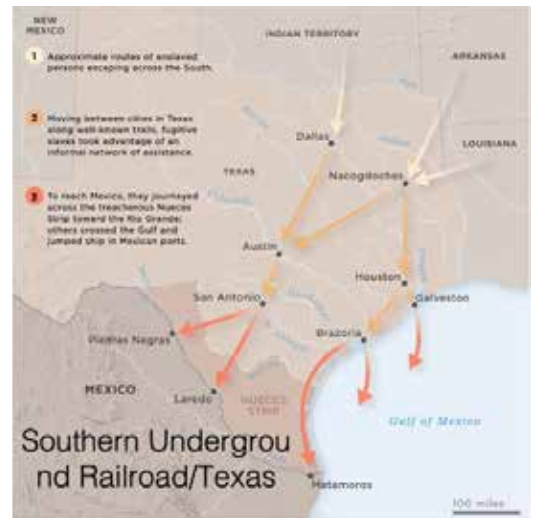 NEW
MEXICO
INDIAN TERRITORY
ARKANSAS
1 Approximate routes of enslaved
persons escaping across the South.
2 Moving between cities in Texas
along well-known trails, fugitive
slaves took advantage of an
informal network of assistance.
Dallas
LOUISIANA
TEXAS
Nacogdoches
3 To reach Mexico, they journeyed
across the treacherous Nueces
Strip toward the Rio Grande;
others crossed the Gulf and
jumped ship in Mexican ports.
Austin
Houston
San Antonio
Galveston
Brazoria
Piedras Negras
MEXICO
Laredo
NUECES
STRIP
Gulf of Mexico
Southern Undergrou
nd Railroad/Texas
Matamoros
100 miles